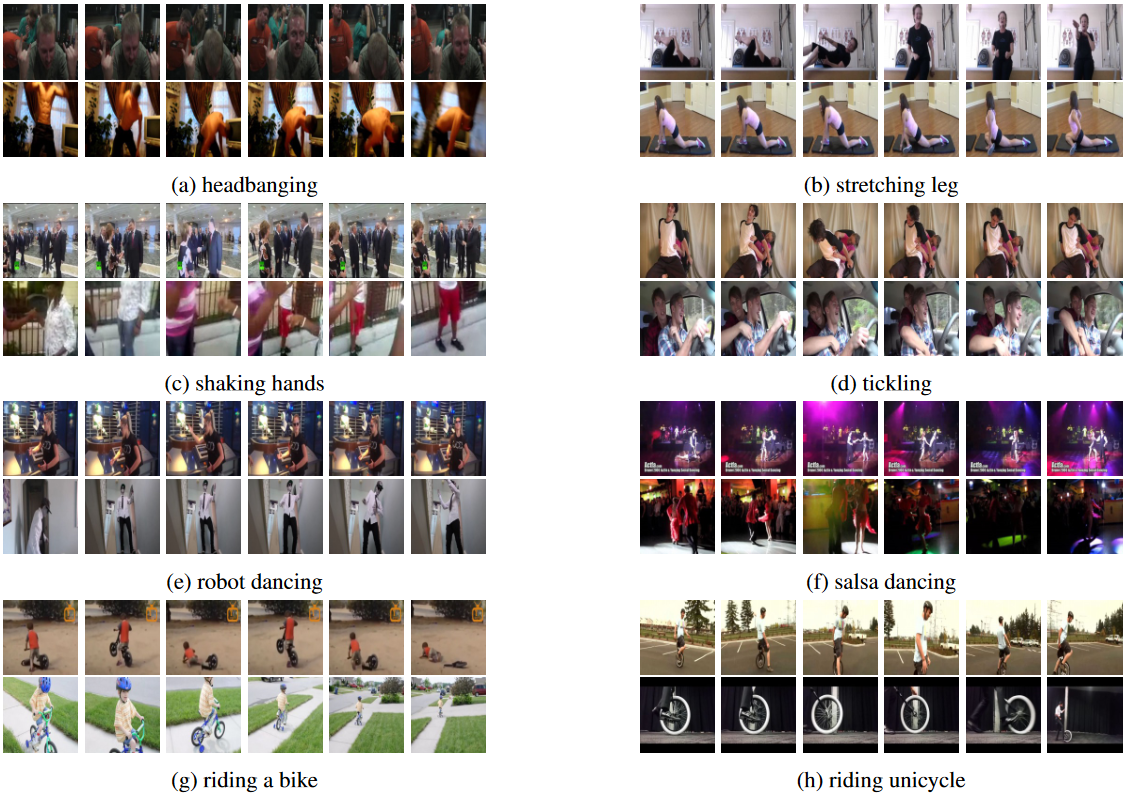 (a) headbanging
(b) stretching leg
(c) shaking hands
(d) tickling
(e) robot dancing
(f) salsa dancing
(g) riding a bike
(h) riding unicycle